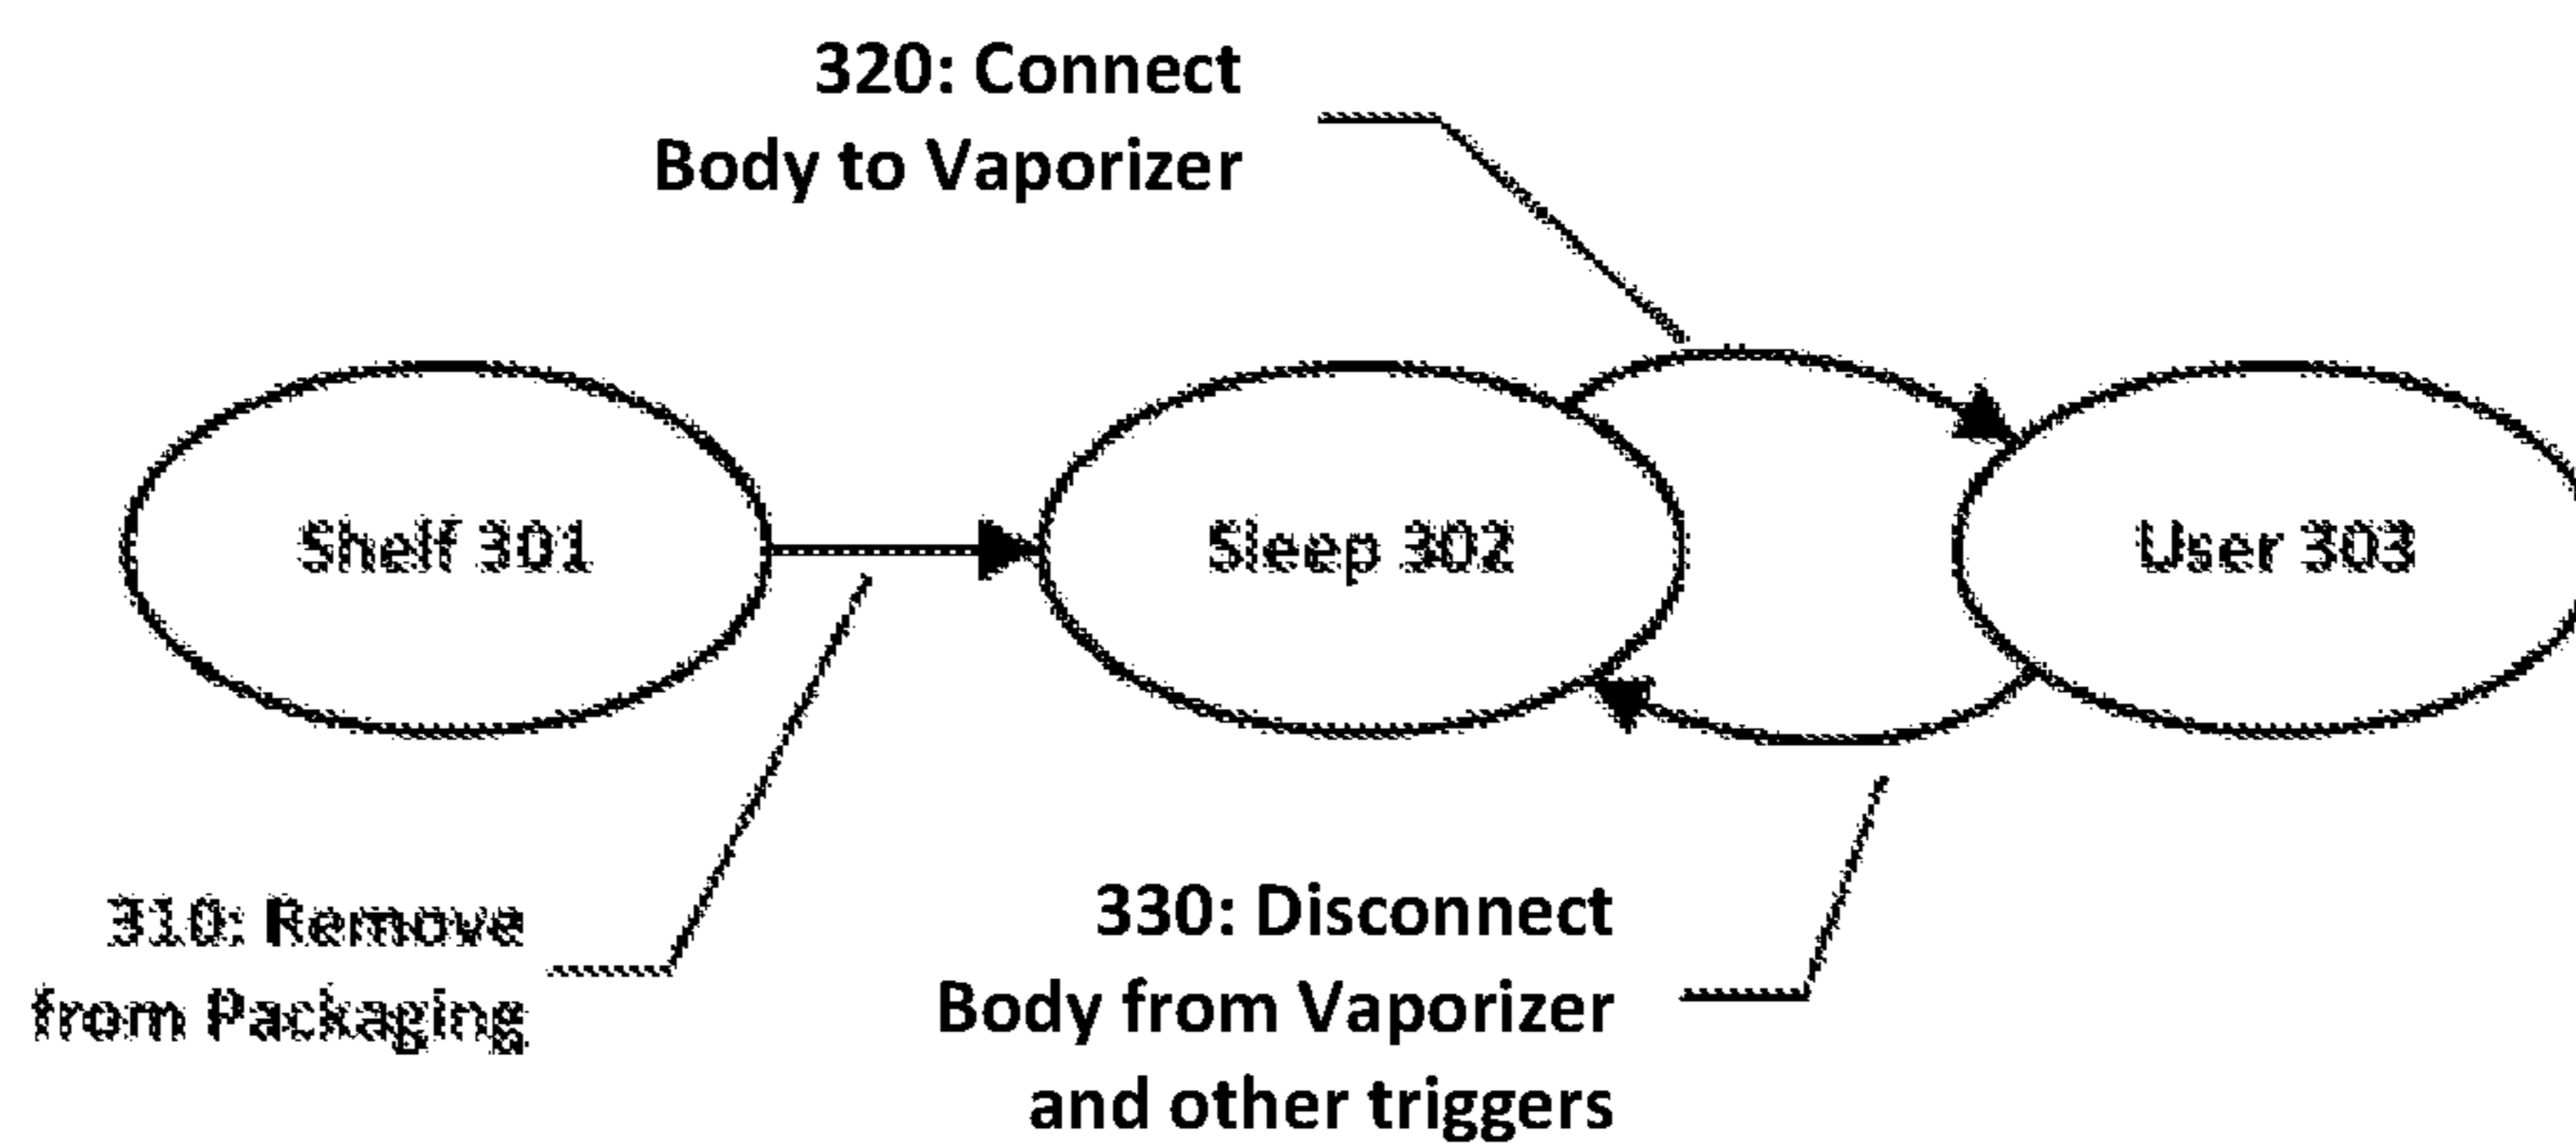 320: Connect
Body to Vaporizer
Shelf 301
Sleep 302
User 303
310: Remove
from Packaging
330: Disconnect
Body from Vaporizer
and other triggers